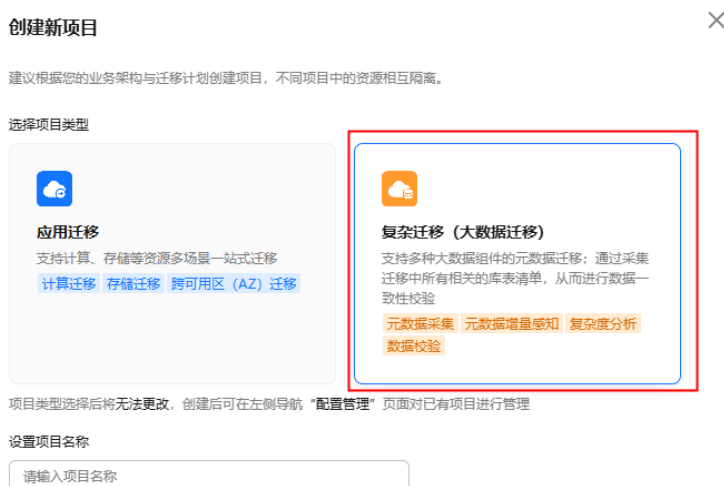 创建新项目
建议根据您的业务架构与迁移计划创建项目，不同项目中的资源相互隔离。
选择项目类型
应用迁移
支持计算、存储等资源多场景一站式迁移
计算迁移 存储迁移 跨可用区（AZ）迁移
复杂迁移（大数据迁移）
支持多种大数据组件的元数据迁移；通过采集
迁移中所有相关的库表清单，从而进行数据一
致性校验
元数据采集 元数据增量感知 复杂度分析
数据校验
项目类型选择后将无法更改，创建后可在左侧导航“配置管理”页面对已有项目进行管理
设置项目名称
请输入项目名称